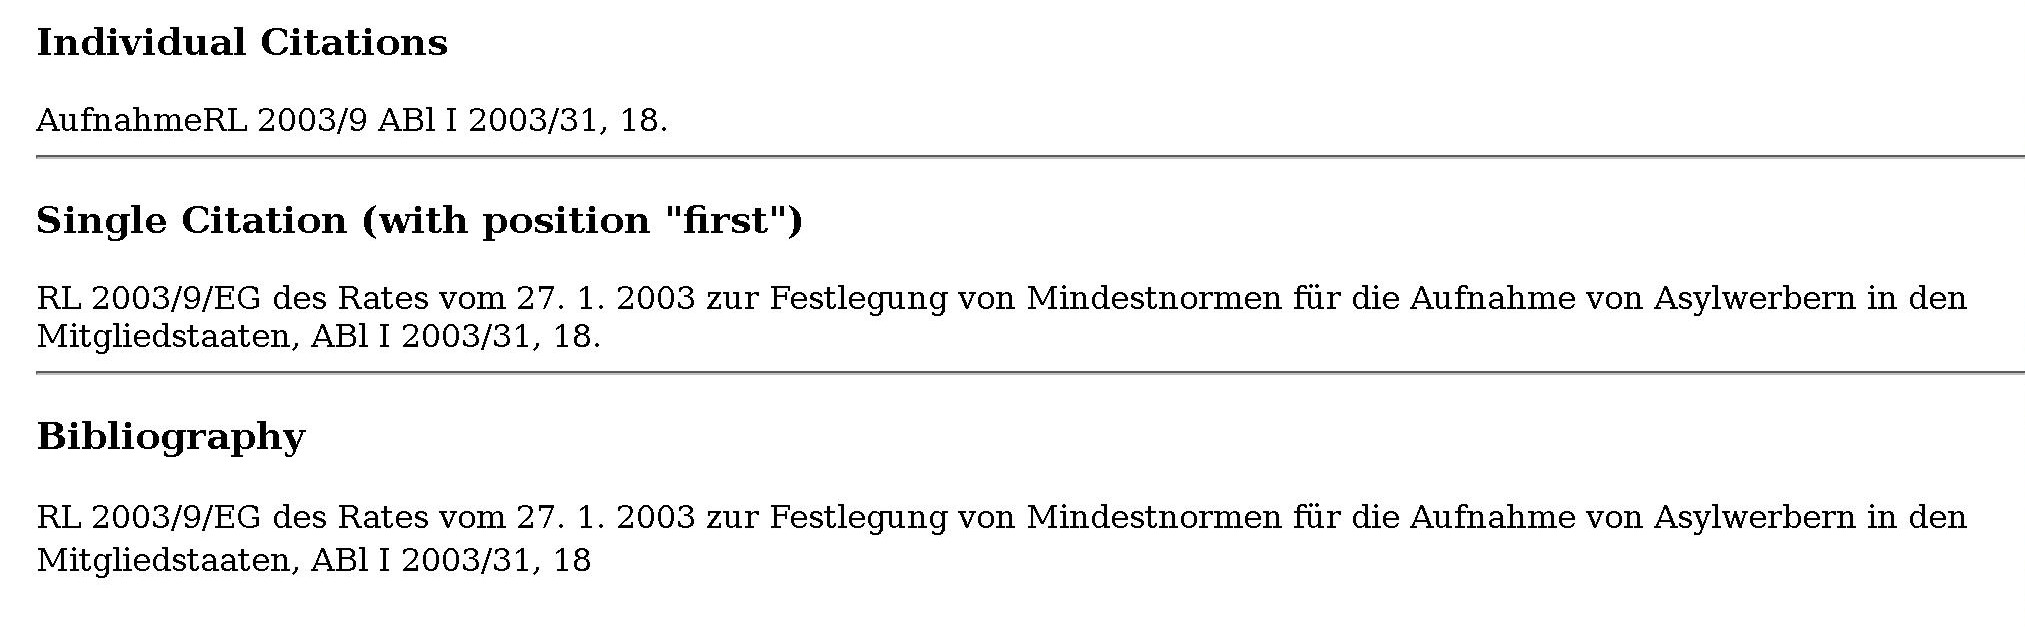 Individual Citations
AufnahmeRL 2003/9 ABl I 2003/31, 18.
Single Citation (with position "first")
RL 2003/9/EG des Rates vom 27. 1. 2003 zur Festlegung von Mindestnormen für die Aufnahme von Asylwerbern in den
Mitgliedstaaten, ABl I 2003/31, 18.
Bibliography
RL 2003/9/EG des Rates vom 27. 1. 2003 zur Festlegung von Mindestnormen für die Aufnahme von Asylwerbern in den
Mitgliedstaaten, ABl I 2003/31, 18